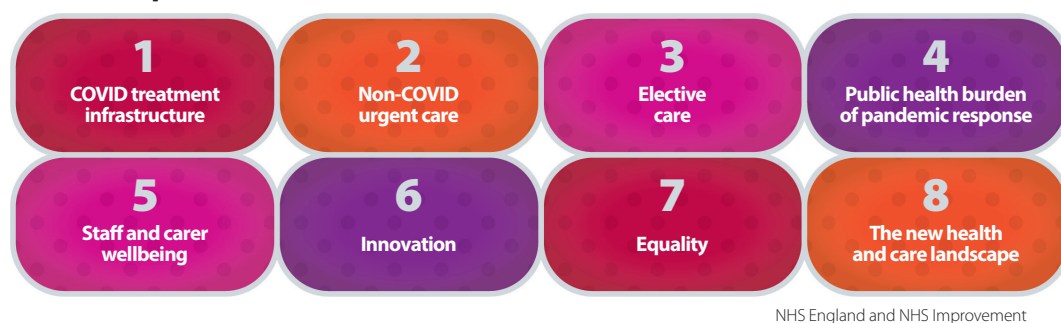 1
COVID treatment
infrastructure
2
Non-COVID
urgent care
3
Elective
care
4
Public health burden
of pandemic response
5
Staff and carer
wellbeing
6
Innovation
7
Equality
8
The new health
and care landscape
NHS England and NHS Improvement